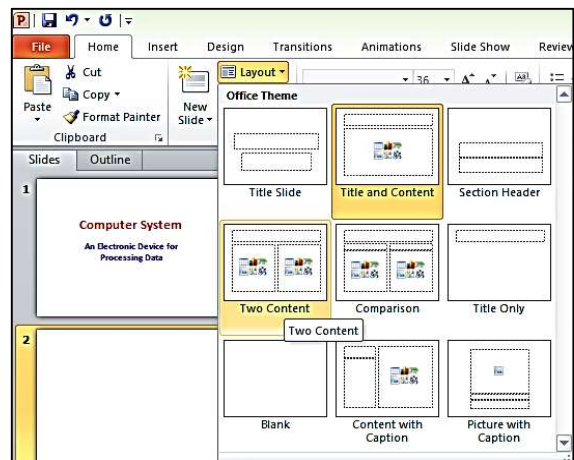 P
File Home Insert Design Transitions Animations Slide Show Review
Cut
Copy
Format Painter
Paste
Clipboard
New
Slide
Layout
36
Slides Outline
Office Theme
Title Slide Title and Content Section Header
Two Content Comparison Title Only
Two Content
Blank Content with Caption Picture with Caption
1
Computer System
An Electronic Device for
Processing Data
2